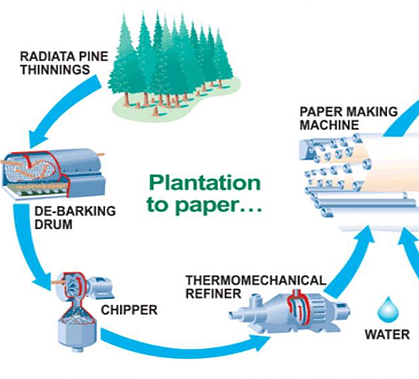 RADIATA PINE
THINNINGS
PAPER MAKING
MACHINE
Plantation
to paper...
DE-BARKING
DRUM
THERMOMECHANICAL
REFINER
CHIPPER
WATER